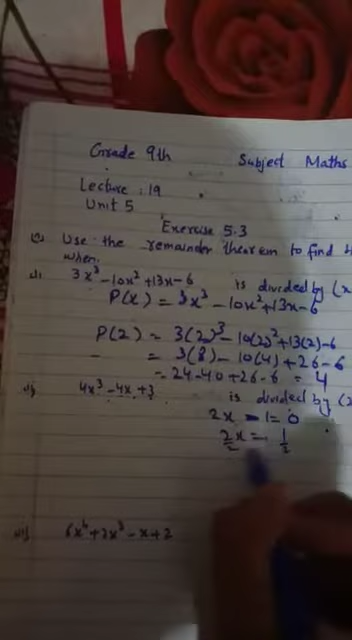 Grade 9th Subject Maths
Lecture : 19
Unit 5
Exercise 5.3
Use the remainder theorem to find
when.
3x³ - 10x² + 13x - 6 is divided by (x
P(x) = 3x³ - 10x² + 13x - 6
P(2) = 3(2)³ - 10(2)² + 13(2) - 6
= 3(8) - 10(4) + 26 - 6
= 24 - 40 + 26 - 6 = 4
4x³ - 4x + 3 is divided by (2
2x - 1 = 0
2x/2 = 1/2
6x⁴ + 2x³ - x + 2